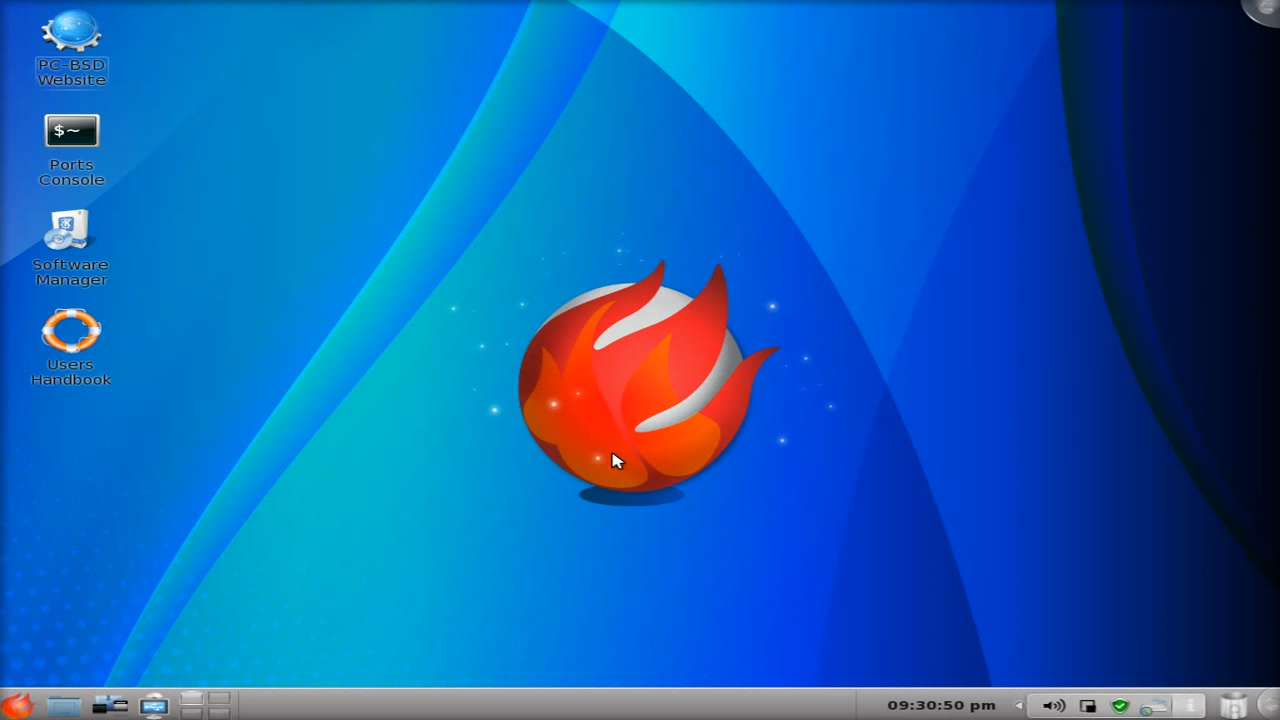 PC-BSD
Website
$~
Ports
Console
Software
Manager
Users
Handbook
09:30:50 pm